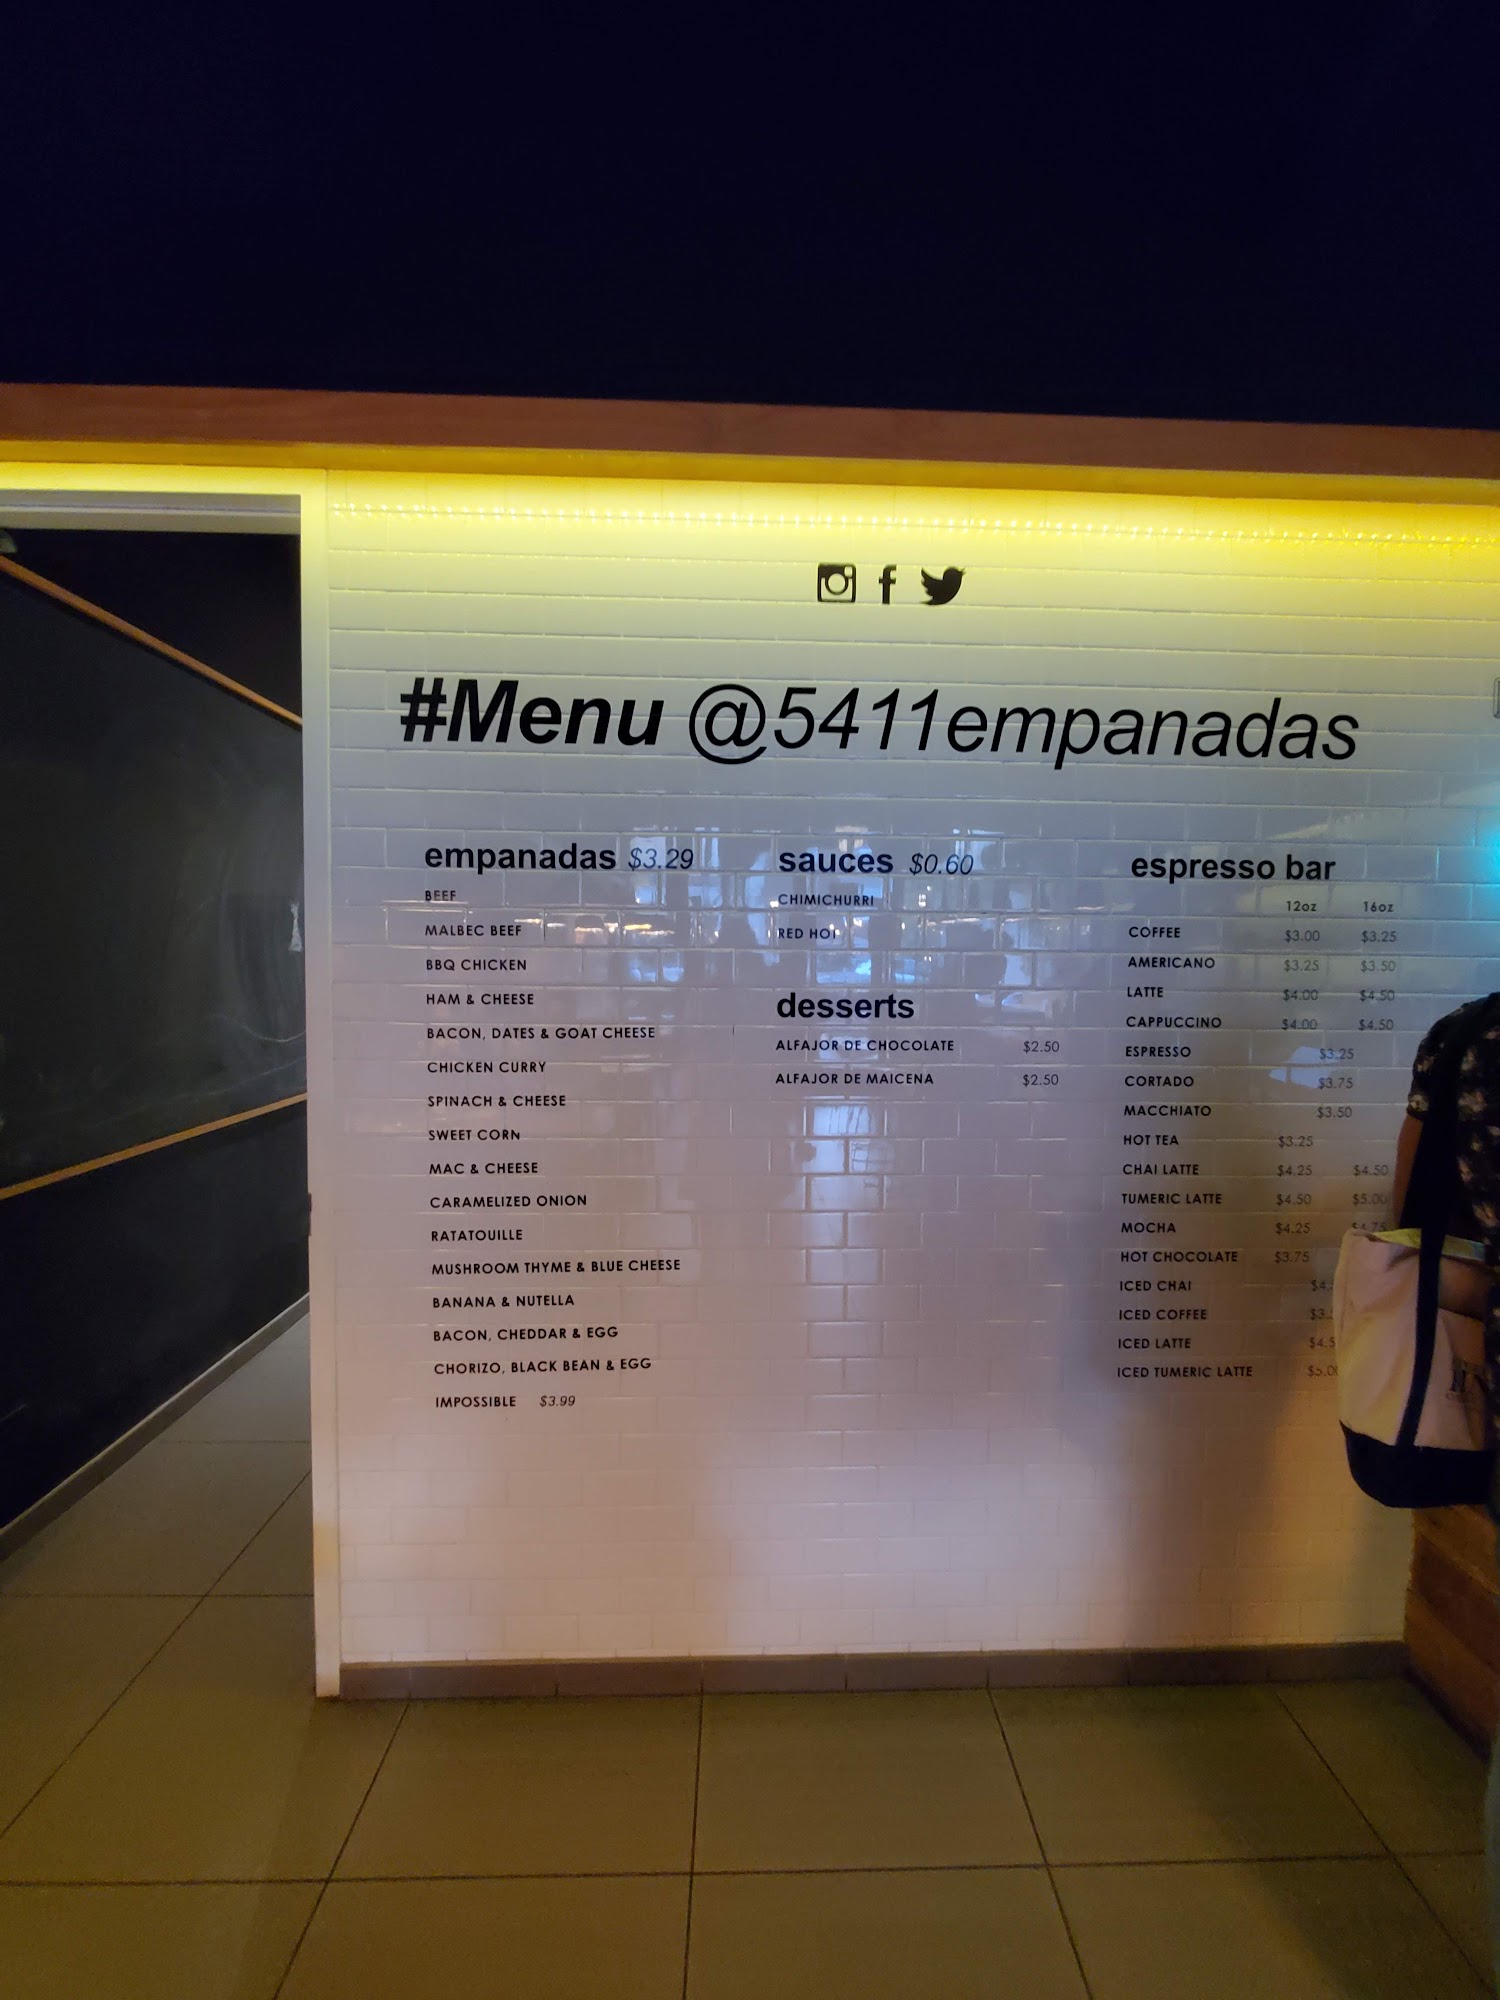 #Menu @5411empanadas
empanadas $3.29
BEEF
MALBEC BEEF
BBQ CHICKEN
HAM & CHEESE
BACON, DATES & GOAT CHEESE
CHICKEN CURRY
SPINACH & CHEESE
SWEET CORN
MAC & CHEESE
CARAMELIZED ONION
RATATOUILLE
MUSHROOM THYME & BLUE CHEESE
BANANA & NUTELLA
BACON, CHEDDAR & EGG
CHORIZO, BLACK BEAN & EGG
IMPOSSIBLE $3.99
sauces $0.60
CHIMICHURRI
RED HOT
desserts
ALFAJOR DE CHOCOLATE $2.50
ALFAJOR DE MAICENA $2.50
espresso bar
12oz 16oz
COFFEE $3.00 $3.25
AMERICANO $3.25 $3.50
LATTE $4.00 $4.50
CAPPUCCINO $4.00 $4.50
ESPRESSO $3.25
CORTADO $3.75
MACCHIATO $3.50
HOT TEA $3.25
CHAI LATTE $4.25 $4.50
TUMERIC LATTE $4.50 $5.00
MOCHA $4.25 $4.75
HOT CHOCOLATE $3.75
ICED CHAI
ICED COFFEE
ICED LATTE
ICED TUMERIC LATTE